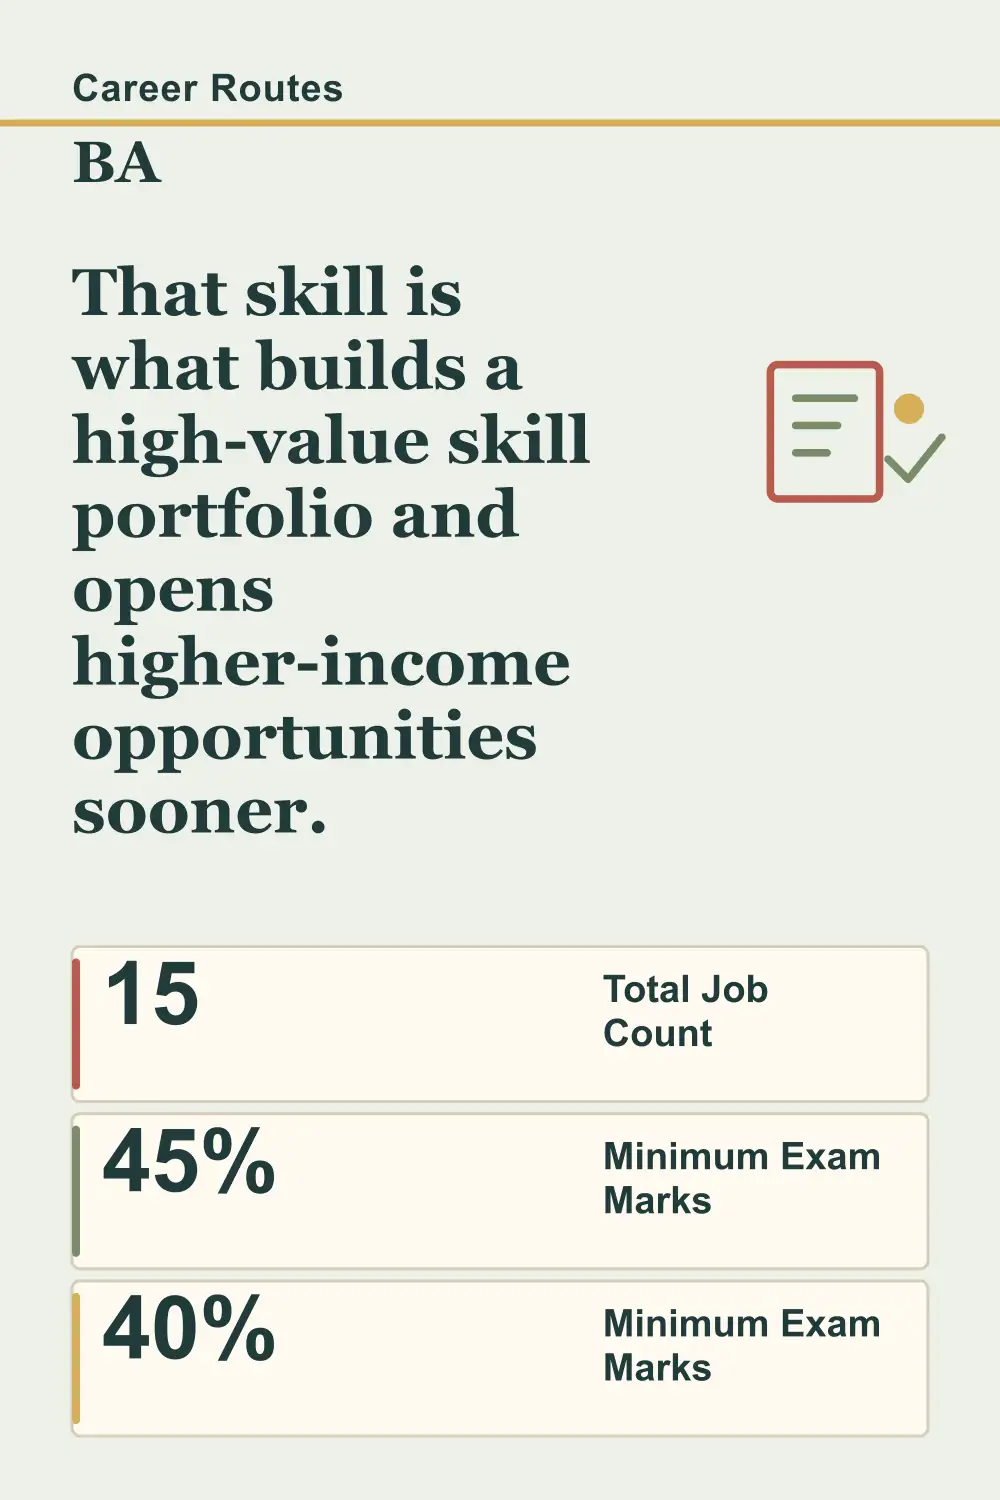 Career Routes
BA
That skill is
what builds a
high-value skill
portfolio and
opens
higher-income
opportunities
sooner.
15
Total Job
Count
45%
Minimum Exam
Marks
40%
Minimum Exam
Marks